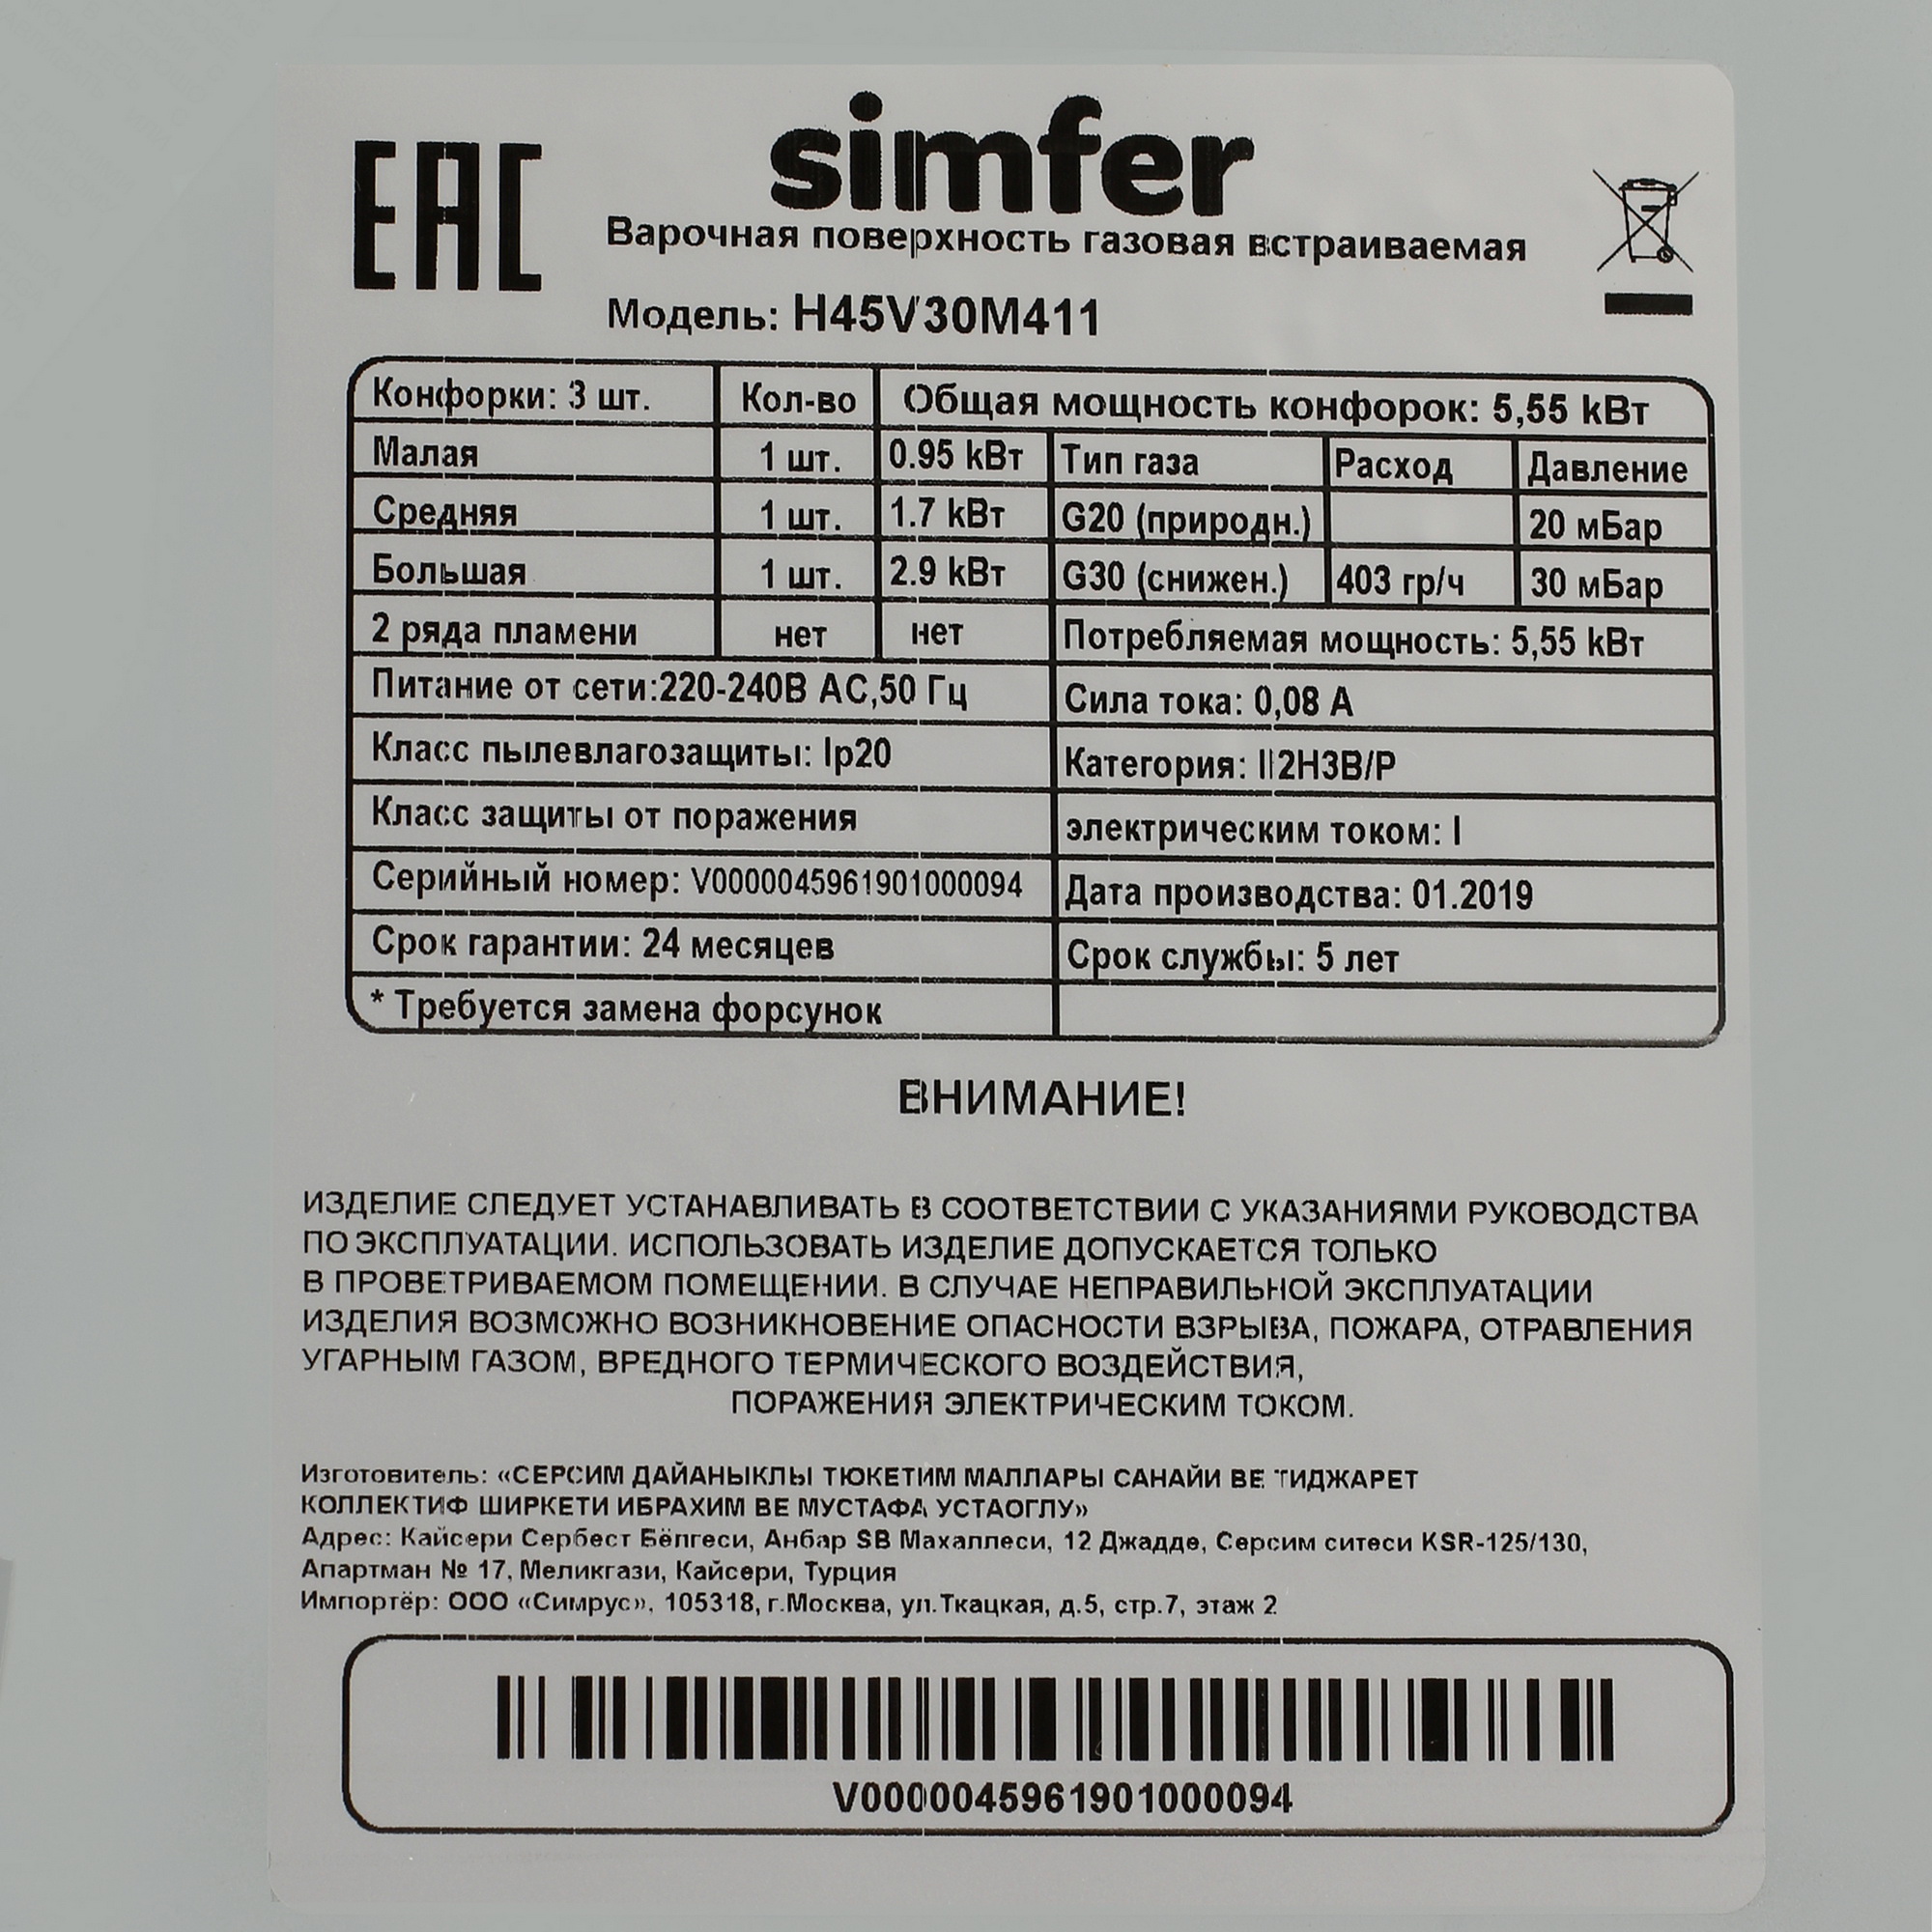 EAC
simfer
Варочная поверхность газовая встраиваемая
Модель: H45V30M411
Конфорки: 3 шт. Кол-во Общая мощность конфорок: 5,55 kВт
Малая 1 шт. 0.95 kВт Тип газа Расход Давление
Средняя 1 шт. 1.7 kВт G20 (природн.) 20 мБар
Большая 1 шт. 2.9 kВт G30 (снижен.) 403 гр/ч 30 мБар
2 ряда пламени нет нет Потребляемая мощность: 5,55 kВт
Питание от сети:220-240В AC,50 Гц Сила тока: 0,08 А
Класс пылевлагозащиты: Ip20 Категория: II2H3B/P
Класс защиты от поражения электрическим током: I
Серийный номер: V0000045961901000094 Дата производства: 01.2019
Срок гарантии: 24 месяцев Срок службы: 5 лет
* Требуется замена форсунок
ВНИМАНИЕ!
ИЗДЕЛИЕ СЛЕДУЕТ УСТАНАВЛИВАТЬ В СООТВЕТСТВИИ С УКАЗАНИЯМИ РУКОВОДСТВА
ПО ЭКСПЛУАТАЦИИ. ИСПОЛЬЗОВАТЬ ИЗДЕЛИЕ ДОПУСКАЕТСЯ ТОЛЬКО
В ПРОВЕТРИВАЕМОМ ПОМЕЩЕНИИ. В СЛУЧАЕ НЕПРАВИЛЬНОЙ ЭКСПЛУАТАЦИИ
ИЗДЕЛИЯ ВОЗМОЖНО ВОЗНИКНОВЕНИЕ ОПАСНОСТИ ВЗРЫВА, ПОЖАРА, ОТРАВЛЕНИЯ
УГАРНЫМ ГАЗОМ, ВРЕДНОГО ТЕРМИЧЕСКОГО ВОЗДЕЙСТВИЯ,
ПОРАЖЕНИЯ ЭЛЕКТРИЧЕСКИМ ТОКОМ.
Изготовитель: «СЕРСИМ ДАЙАНЫКЛЫ ТЮКЕТИМ МАЛЛАРЫ САНАЙИ ВЕ ТИДЖАРЕТ
КОЛЛЕКТИФ ШИРКЕТИ ИБРАХИМ ВЕ МУСТАФА УСТАОГЛУ»
Адрес: Кайсери Сербест Бёлгеси, Анбар SB Махаллеси, 12 Джадде, Серсим ситеси KSR-125/130,
Апартман № 17, Меликгази, Кайсери, Турция
Импортёр: ООО «Симрус», 105318, г.Москва, ул.Ткацкая, д.5, стр.7, этаж 2
V0000045961901000094